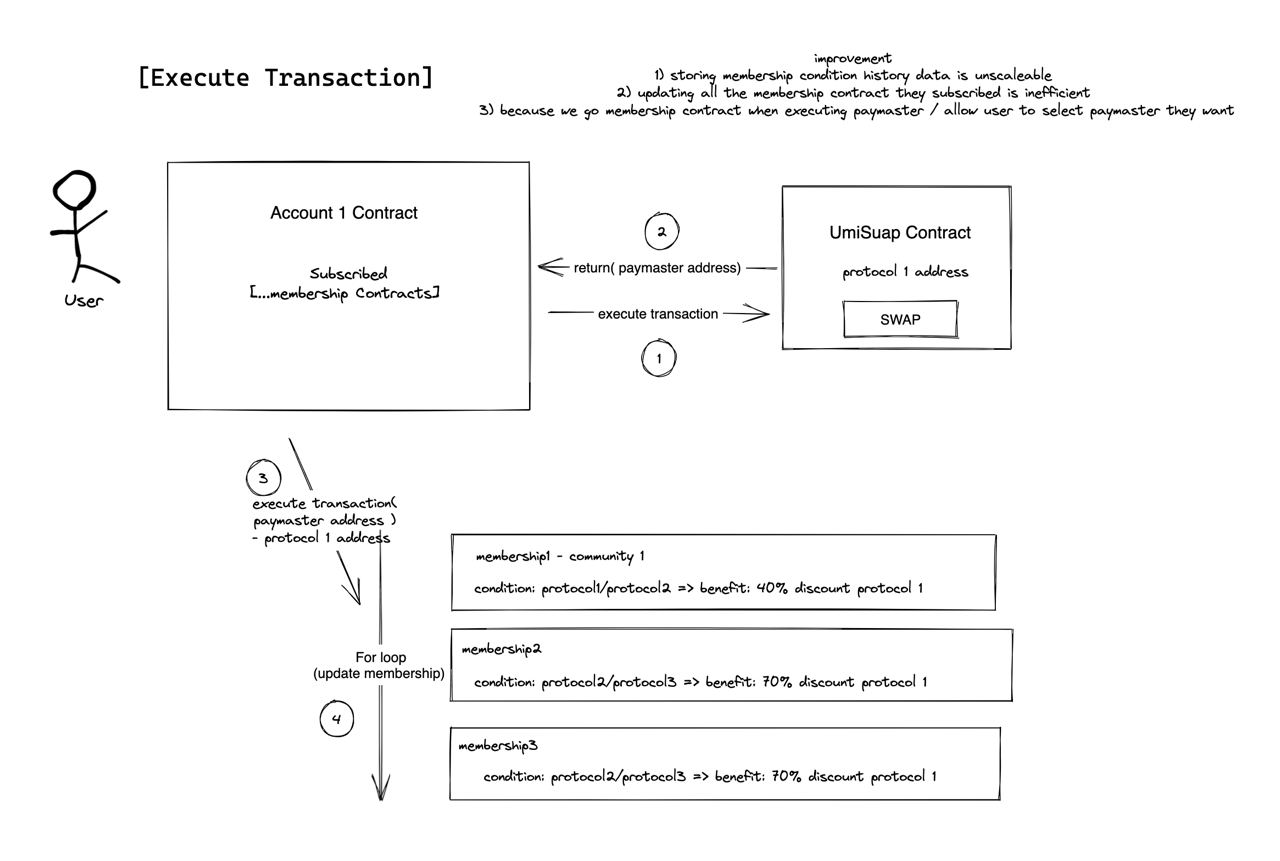 [Execute Transaction]
improvement
1) storing membership condition history data is unscaleable
2) updating all the membership contract they subscribed is inefficient
3) because we go membership contract when executing paymaster / allow user to select paymaster they want
User
Account 1 Contract
Subscribed
[...membership Contracts]
2
return( paymaster address)
execute transaction
1
UmiSuap Contract
protocol 1 address
SWAP
3
execute transaction(
paymaster address )
- protocol 1 address
For loop
(update membership)
4
membership1 - community 1
condition: protocol1/protocol2 => benefit: 40% discount protocol 1
membership2
condition: protocol2/protocol3 => benefit: 70% discount protocol 1
membership3
condition: protocol2/protocol3 => benefit: 70% discount protocol 1